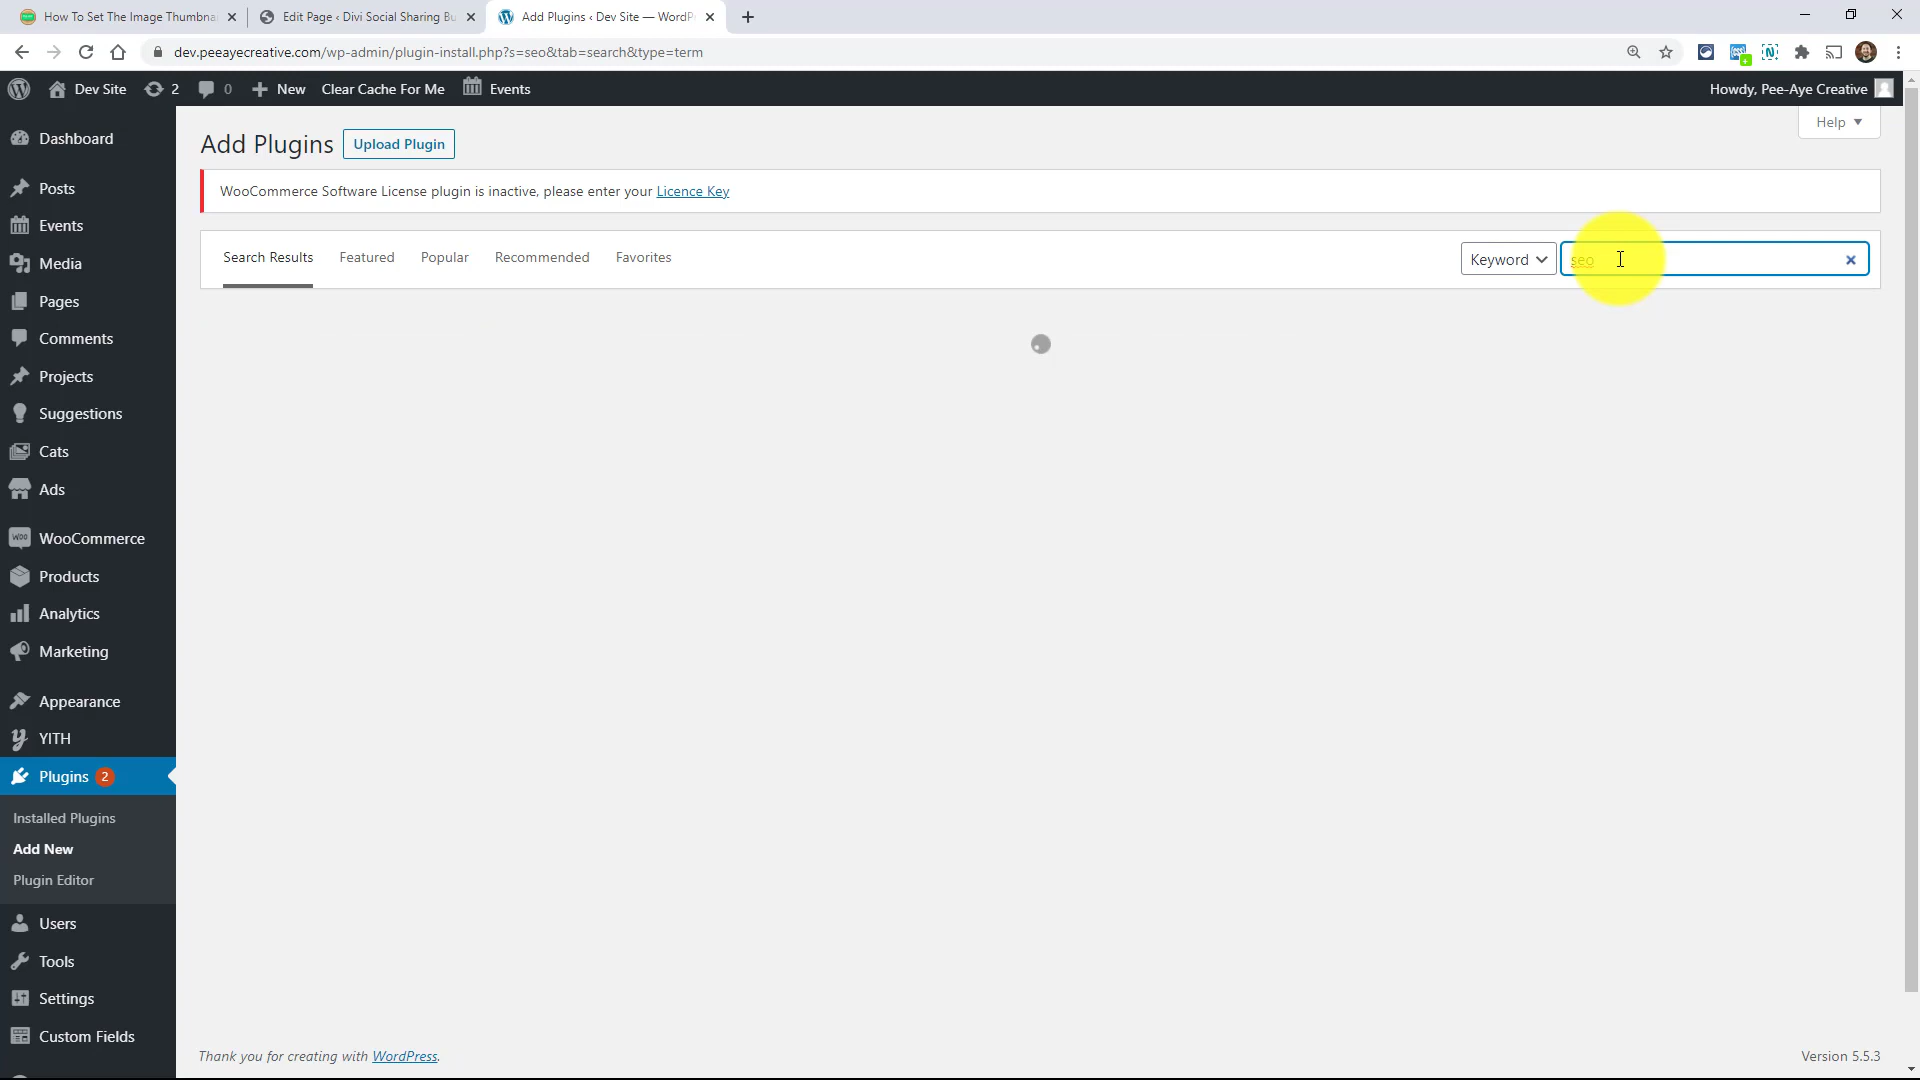 How To Set The Image Thumbna
Edit Page ‹ Divi Social Sharing Bu
Add Plugins ‹ Dev Site — WordP
dev.peeayecreative.com/wp-admin/plugin-install.php?s=seo&tab=search&type=term
Dev Site
2
0
New
Clear Cache For Me
Events
Howdy, Pee-Aye Creative
Help
Add Plugins
Upload Plugin
WooCommerce Software License plugin is inactive, please enter your Licence Key
Search Results
Featured
Popular
Recommended
Favorites
Keyword
seo
Dashboard
Posts
Events
Media
Pages
Comments
Projects
Suggestions
Cats
Ads
WooCommerce
Products
Analytics
Marketing
Appearance
YITH
Plugins 2
Installed Plugins
Add New
Plugin Editor
Users
Tools
Settings
Custom Fields
Thank you for creating with WordPress.
Version 5.5.3